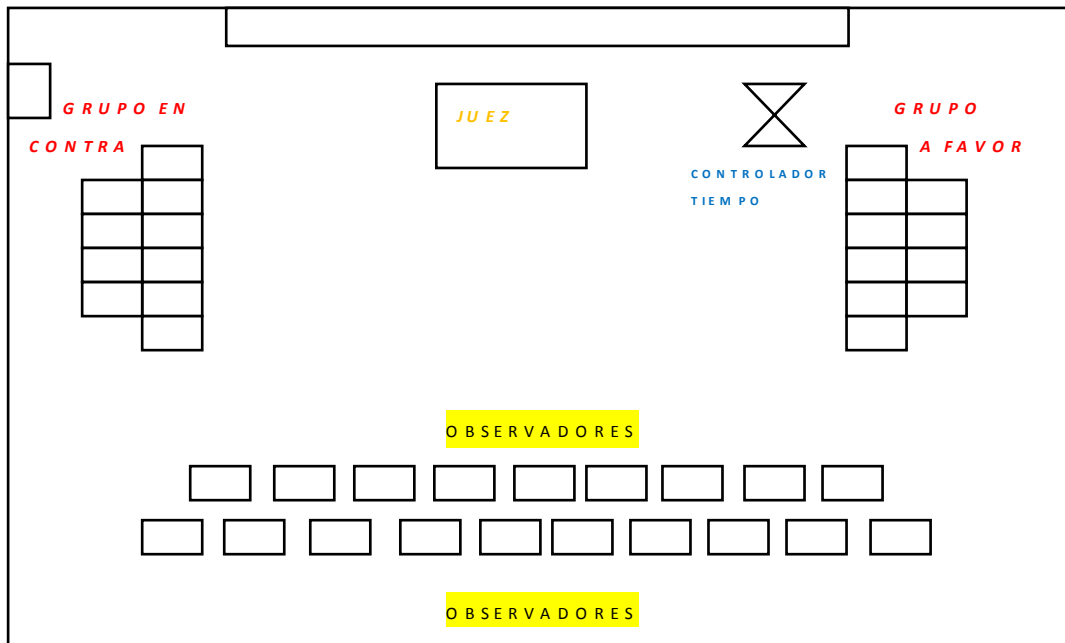 GRUPO EN
CONTRA
JUEZ
CONTROLADOR
TIEMPO
GRUPO
A FAVOR
OBSERVADORES
OBSERVADORES